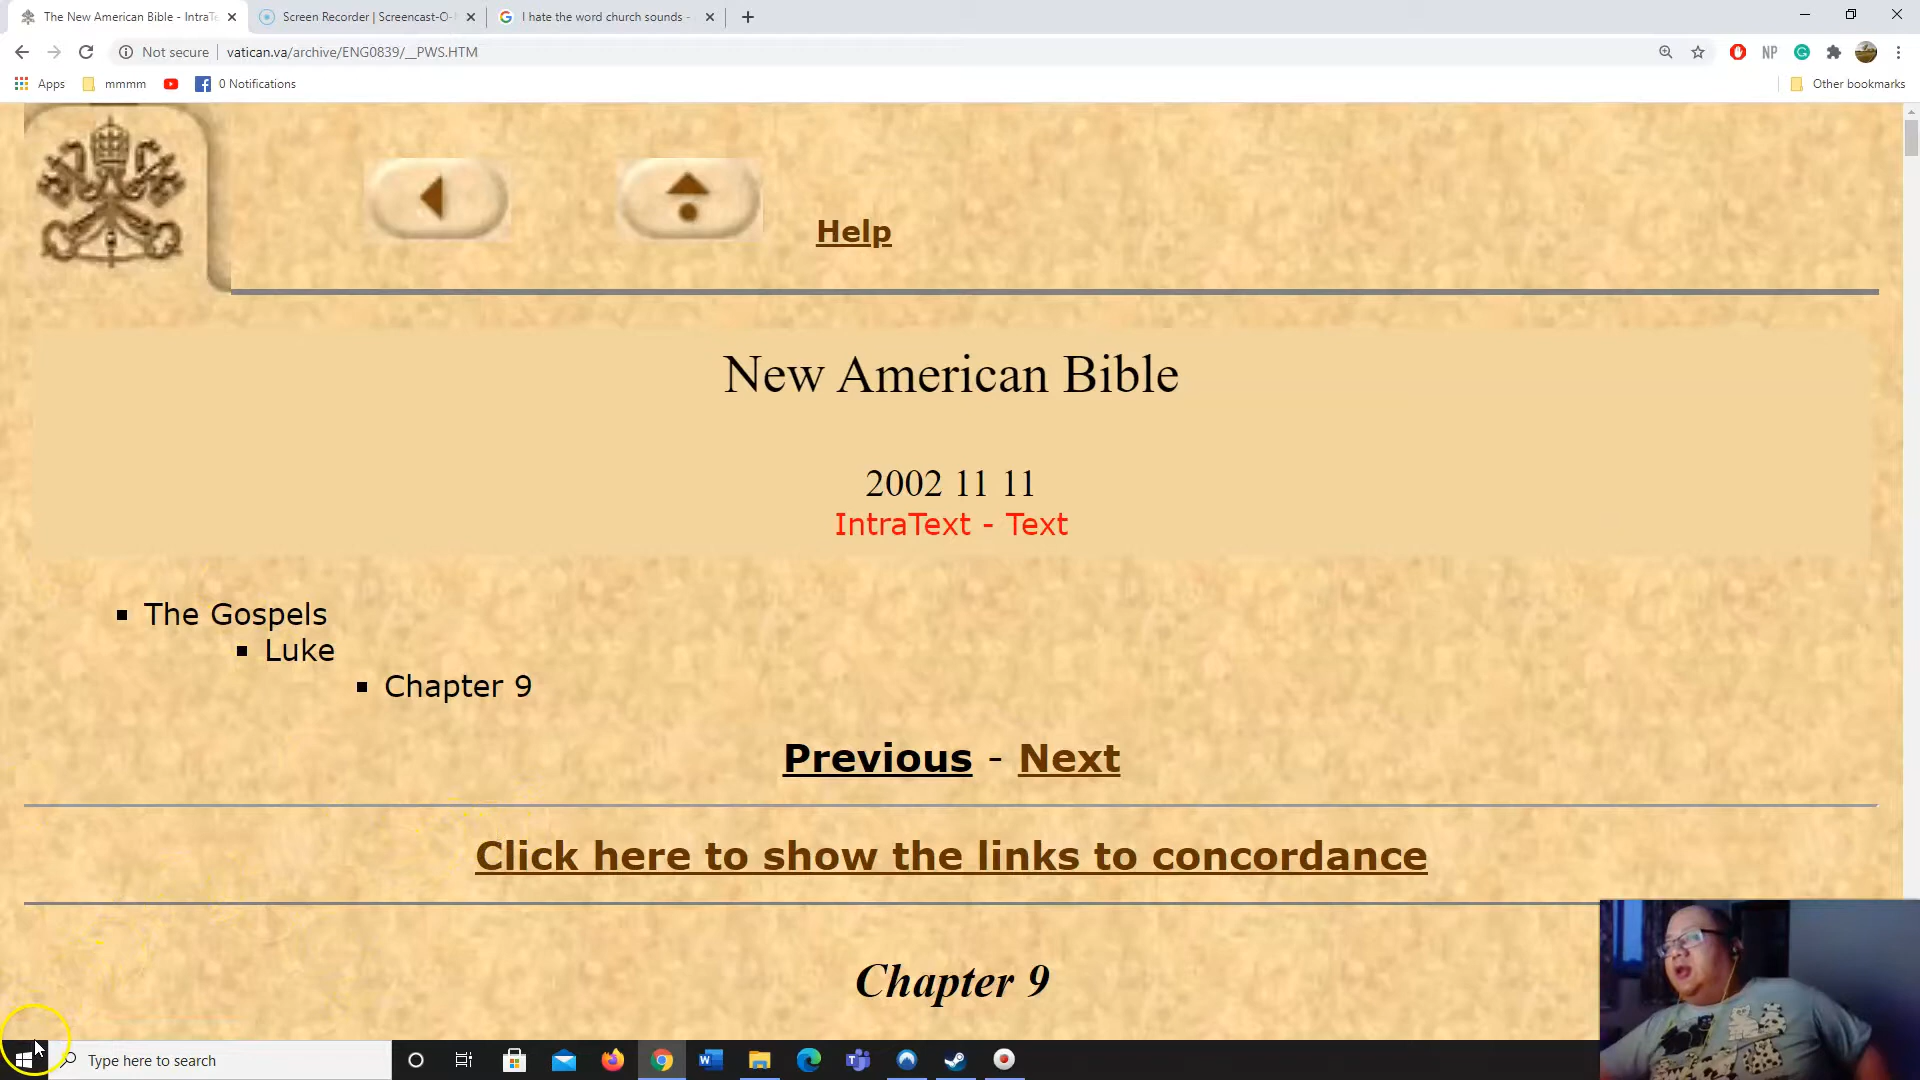 The New American Bible - IntraTe
Screen Recorder | Screencast-O-
I hate the word church sounds -
Not secure
vatican.va/archive/ENG0839/__PWS.HTM
NP
Apps
mmmm
0 Notifications
Other bookmarks
Help
New American Bible
2002 11 11
IntraText - Text
The Gospels
Luke
Chapter 9
Previous - Next
Click here to show the links to concordance
Chapter 9
Type here to search